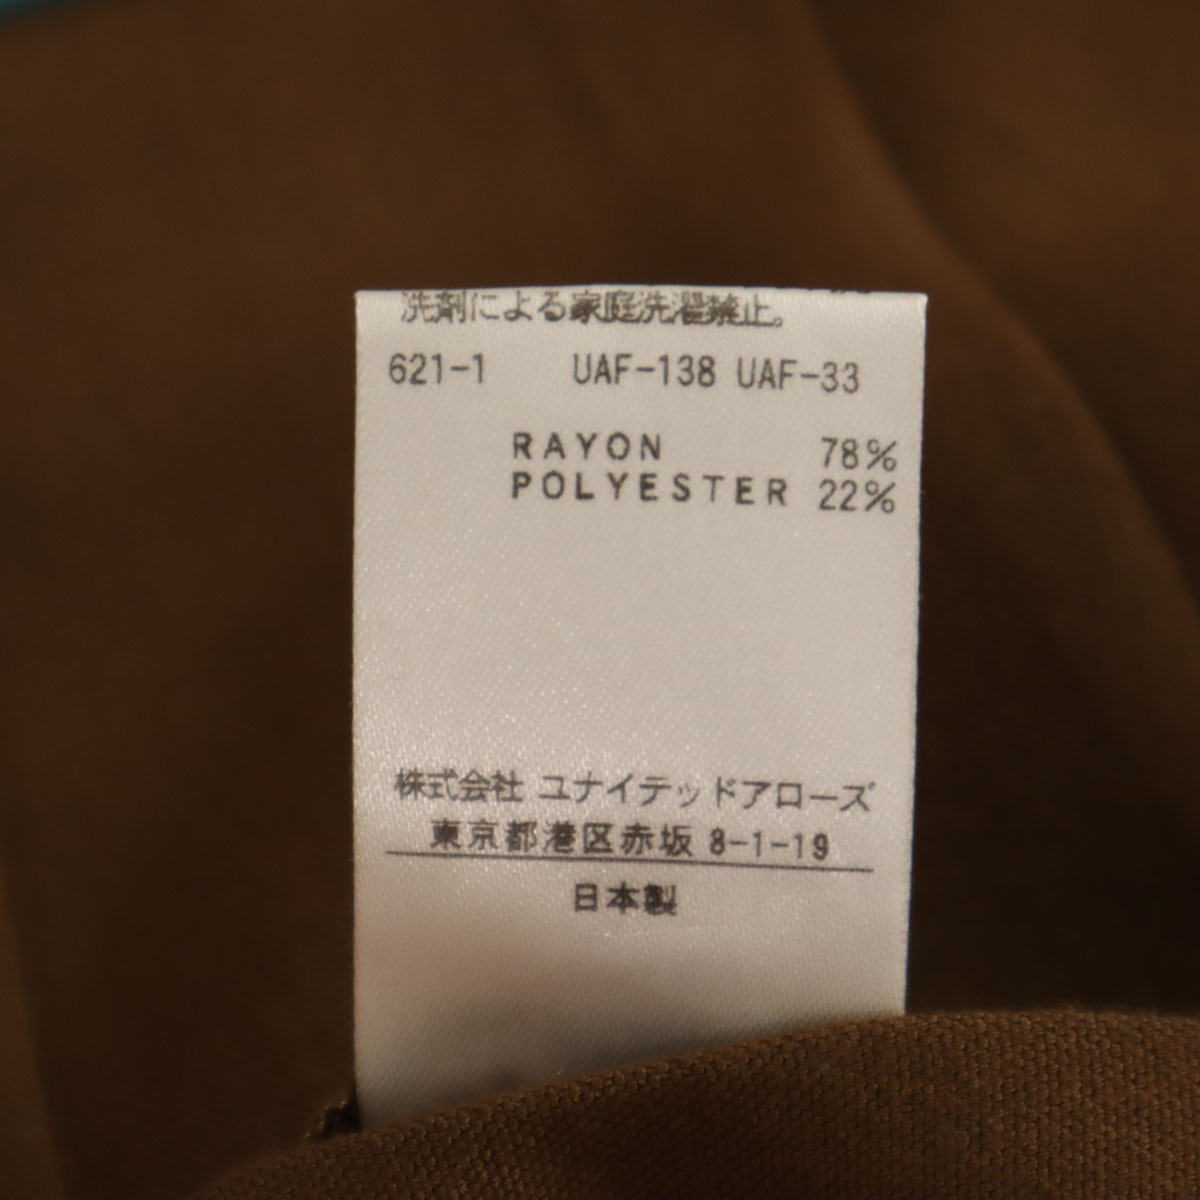 洗剤による家庭洗濯禁止。
621-1 UAF-138 UAF-33
RAYON 78%
POLYESTER 22%
株式会社 ユナイテッドアローズ
東京都港区赤坂 8-1-19
日本製